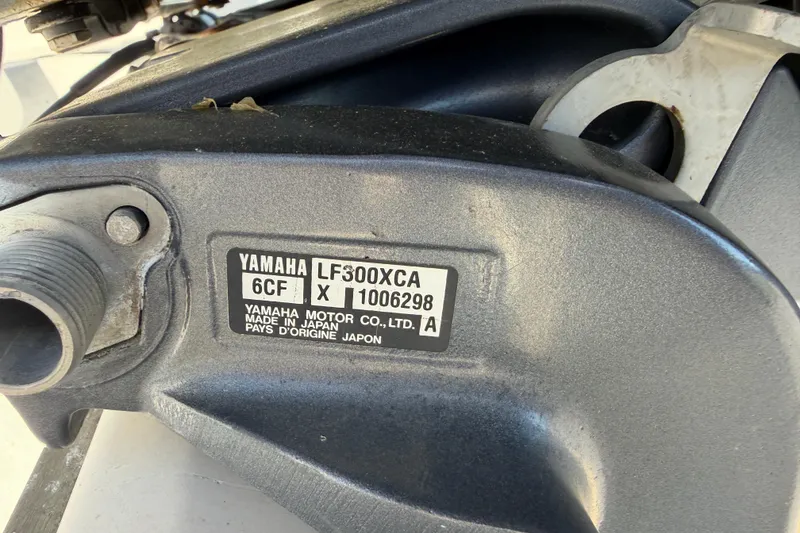 YAMAHA LF300XCA
6CF X 1006298
YAMAHA MOTOR CO., LTD. A
MADE IN JAPAN
PAYS D'ORIGINE JAPON